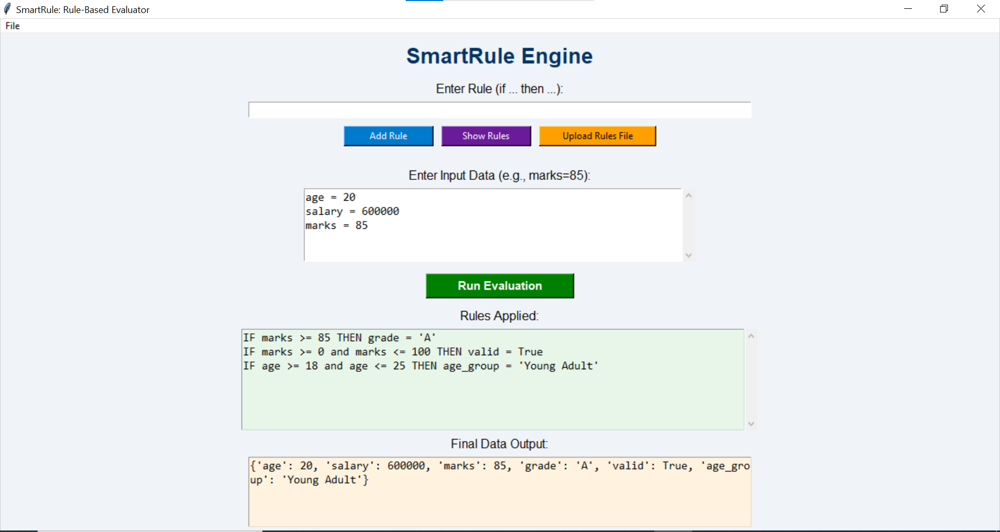 SmartRule: Rule-Based Evaluator
File
SmartRule Engine
Enter Rule (if ... then ...):
Add Rule
Show Rules
Upload Rules File
Enter Input Data (e.g., marks=85):
age = 20
salary = 600000
marks = 85
Run Evaluation
Rules Applied:
IF marks >= 85 THEN grade = 'A'
IF marks >= 0 and marks <= 100 THEN valid = True
IF age >= 18 and age <= 25 THEN age_group = 'Young Adult'
Final Data Output:
{'age': 20, 'salary': 600000, 'marks': 85, 'grade': 'A', 'valid': True, 'age_gro
up': 'Young Adult'}